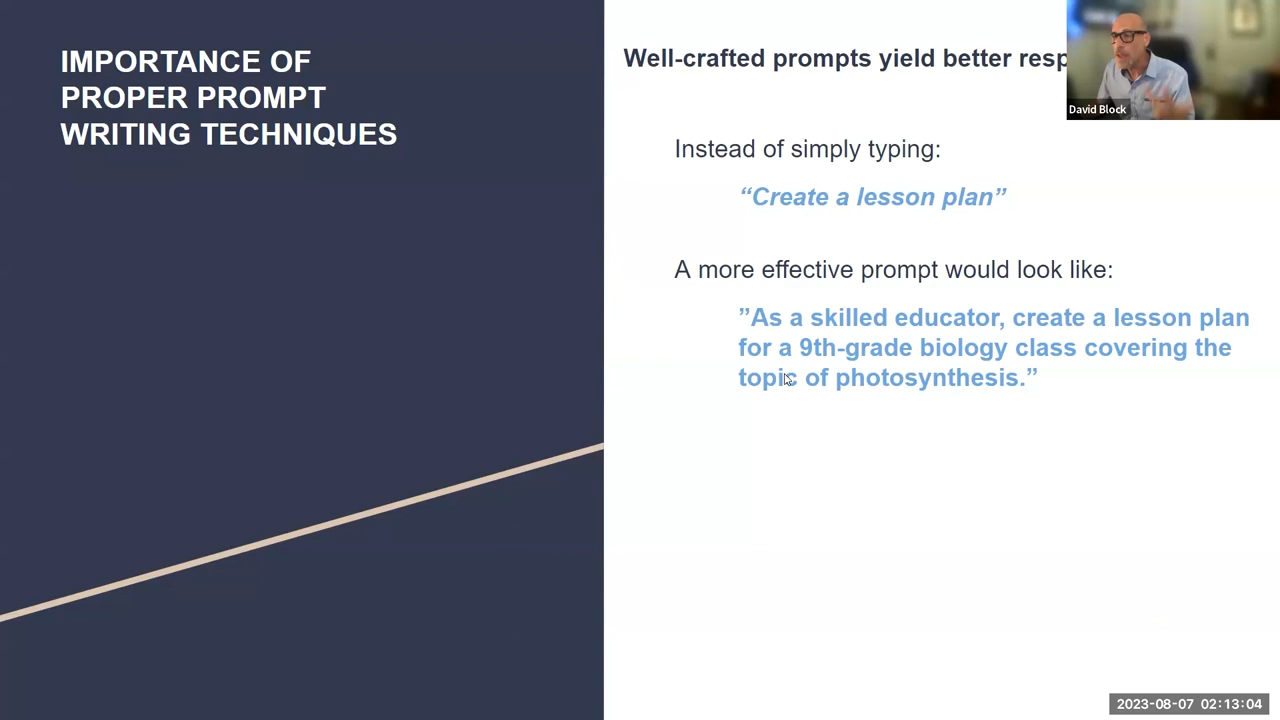 IMPORTANCE OF
PROPER PROMPT
WRITING TECHNIQUES
Well-crafted prompts yield better resp
David Block
Instead of simply typing:
“Create a lesson plan”
A more effective prompt would look like:
”As a skilled educator, create a lesson plan
for a 9th-grade biology class covering the
topic of photosynthesis.”
2023-08-07 02:13:04